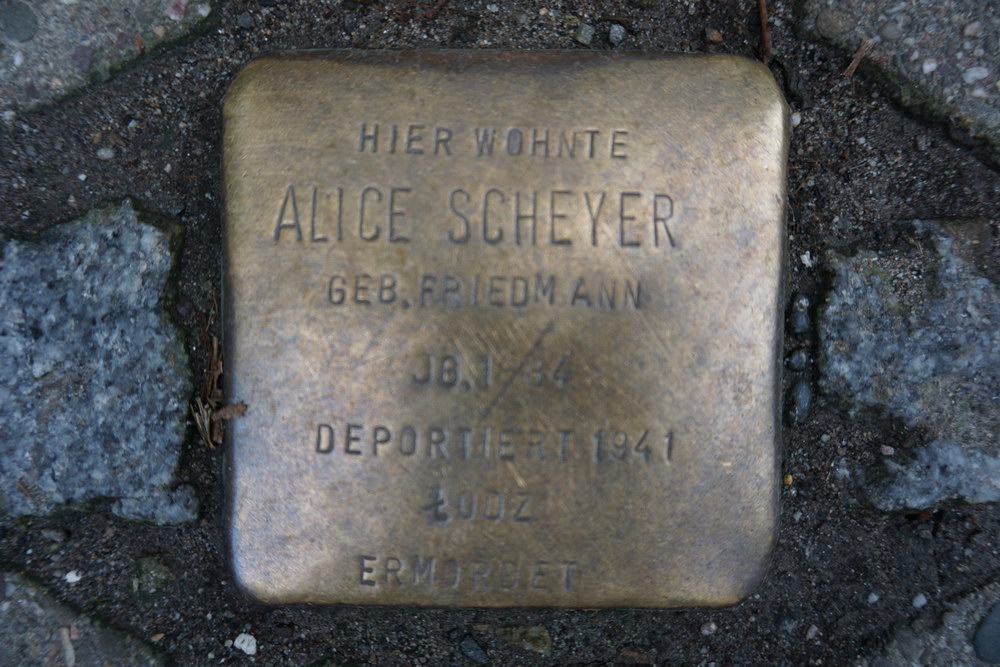 HIER WOHNTE
ALICE SCHEYER
GEB. FRIEDMANN
JG.
DEPORTIERT 1941
ŁODZ
ERMORDET